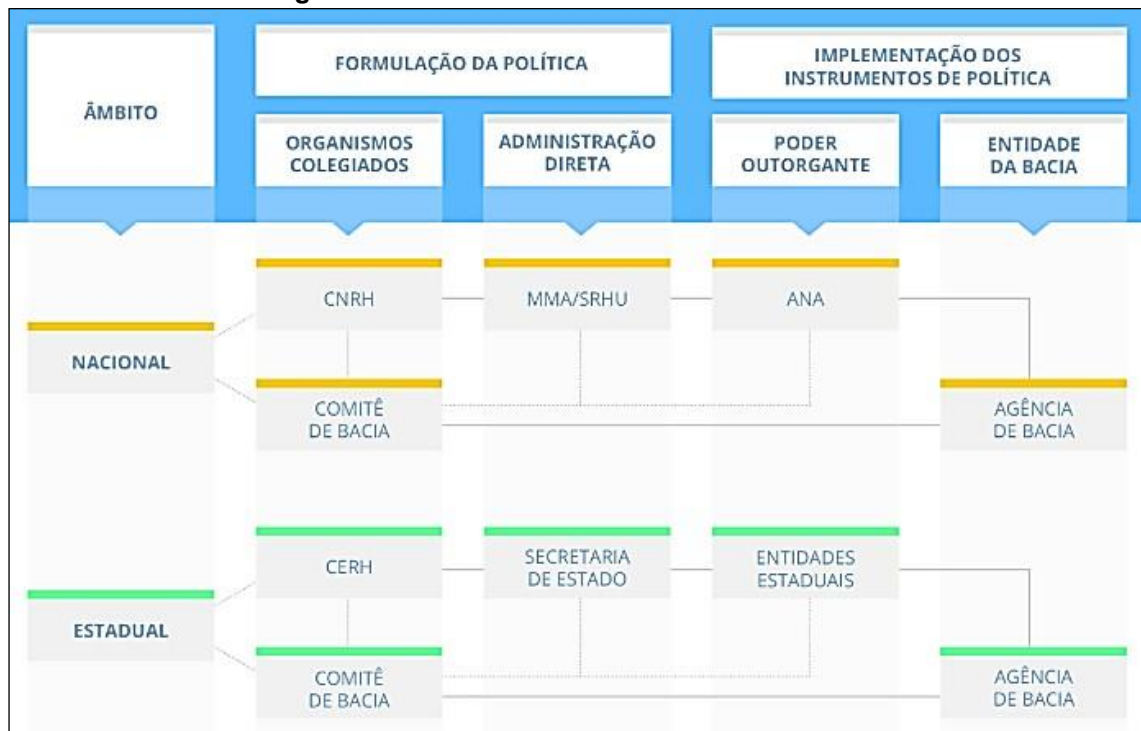 g
ÂMBITO
FORMULAÇÃO DA POLÍTICA
IMPLEMENTAÇÃO DOS
INSTRUMENTOS DE POLÍTICA
ORGANISMOS
COLEGIADOS
ADMINISTRAÇÃO
DIRETA
PODER
OUTORGANTE
ENTIDADE
DA BACIA
NACIONAL
CNRH
MMA/SRHU
ANA
COMITÊ
DE BACIA
AGÊNCIA
DE BACIA
ESTADUAL
CERH
SECRETARIA
DE ESTADO
ENTIDADES
ESTADUAIS
COMITÊ
DE BACIA
AGÊNCIA
DE BACIA